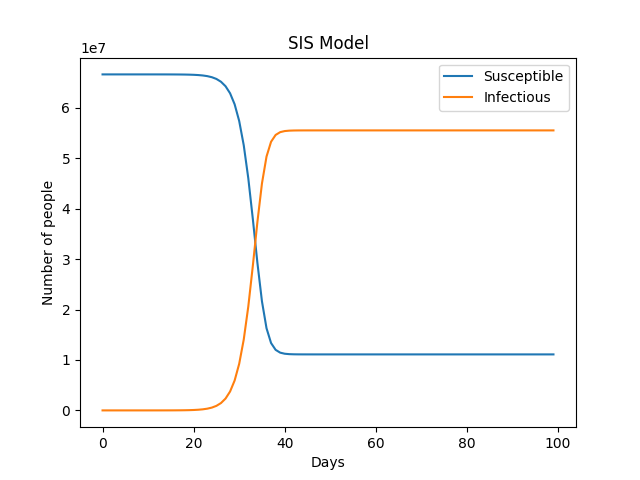 SIS Model
1e7
Susceptible
Infectious
6
5
4
3
2
1
0
Number of people
0 20 40 60 80 100
Days